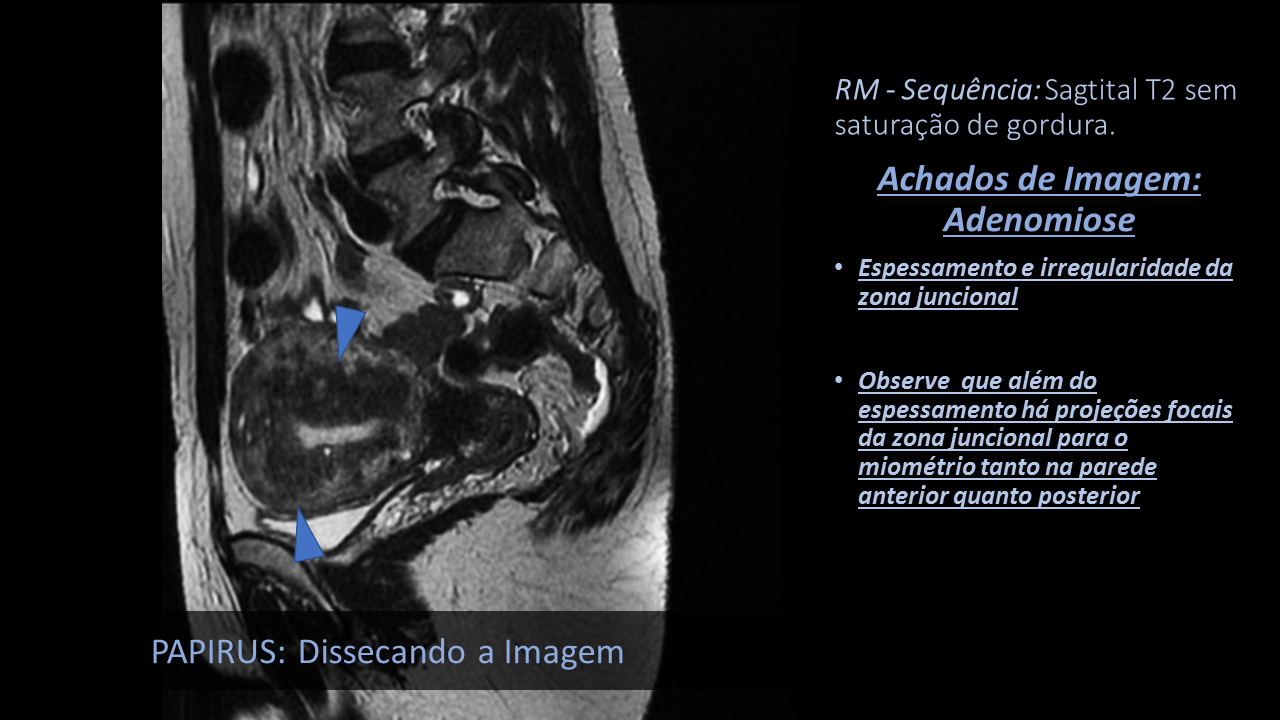 RM - Sequência: Sagtital T2 sem
saturação de gordura.
Achados de Imagem:
Adenomiose
• Espessamento e irregularidade da
zona juncional
• Observe que além do
espessamento há projeções focais
da zona juncional para o
miométrio tanto na parede
anterior quanto posterior
PAPIRUS: Dissecando a Imagem